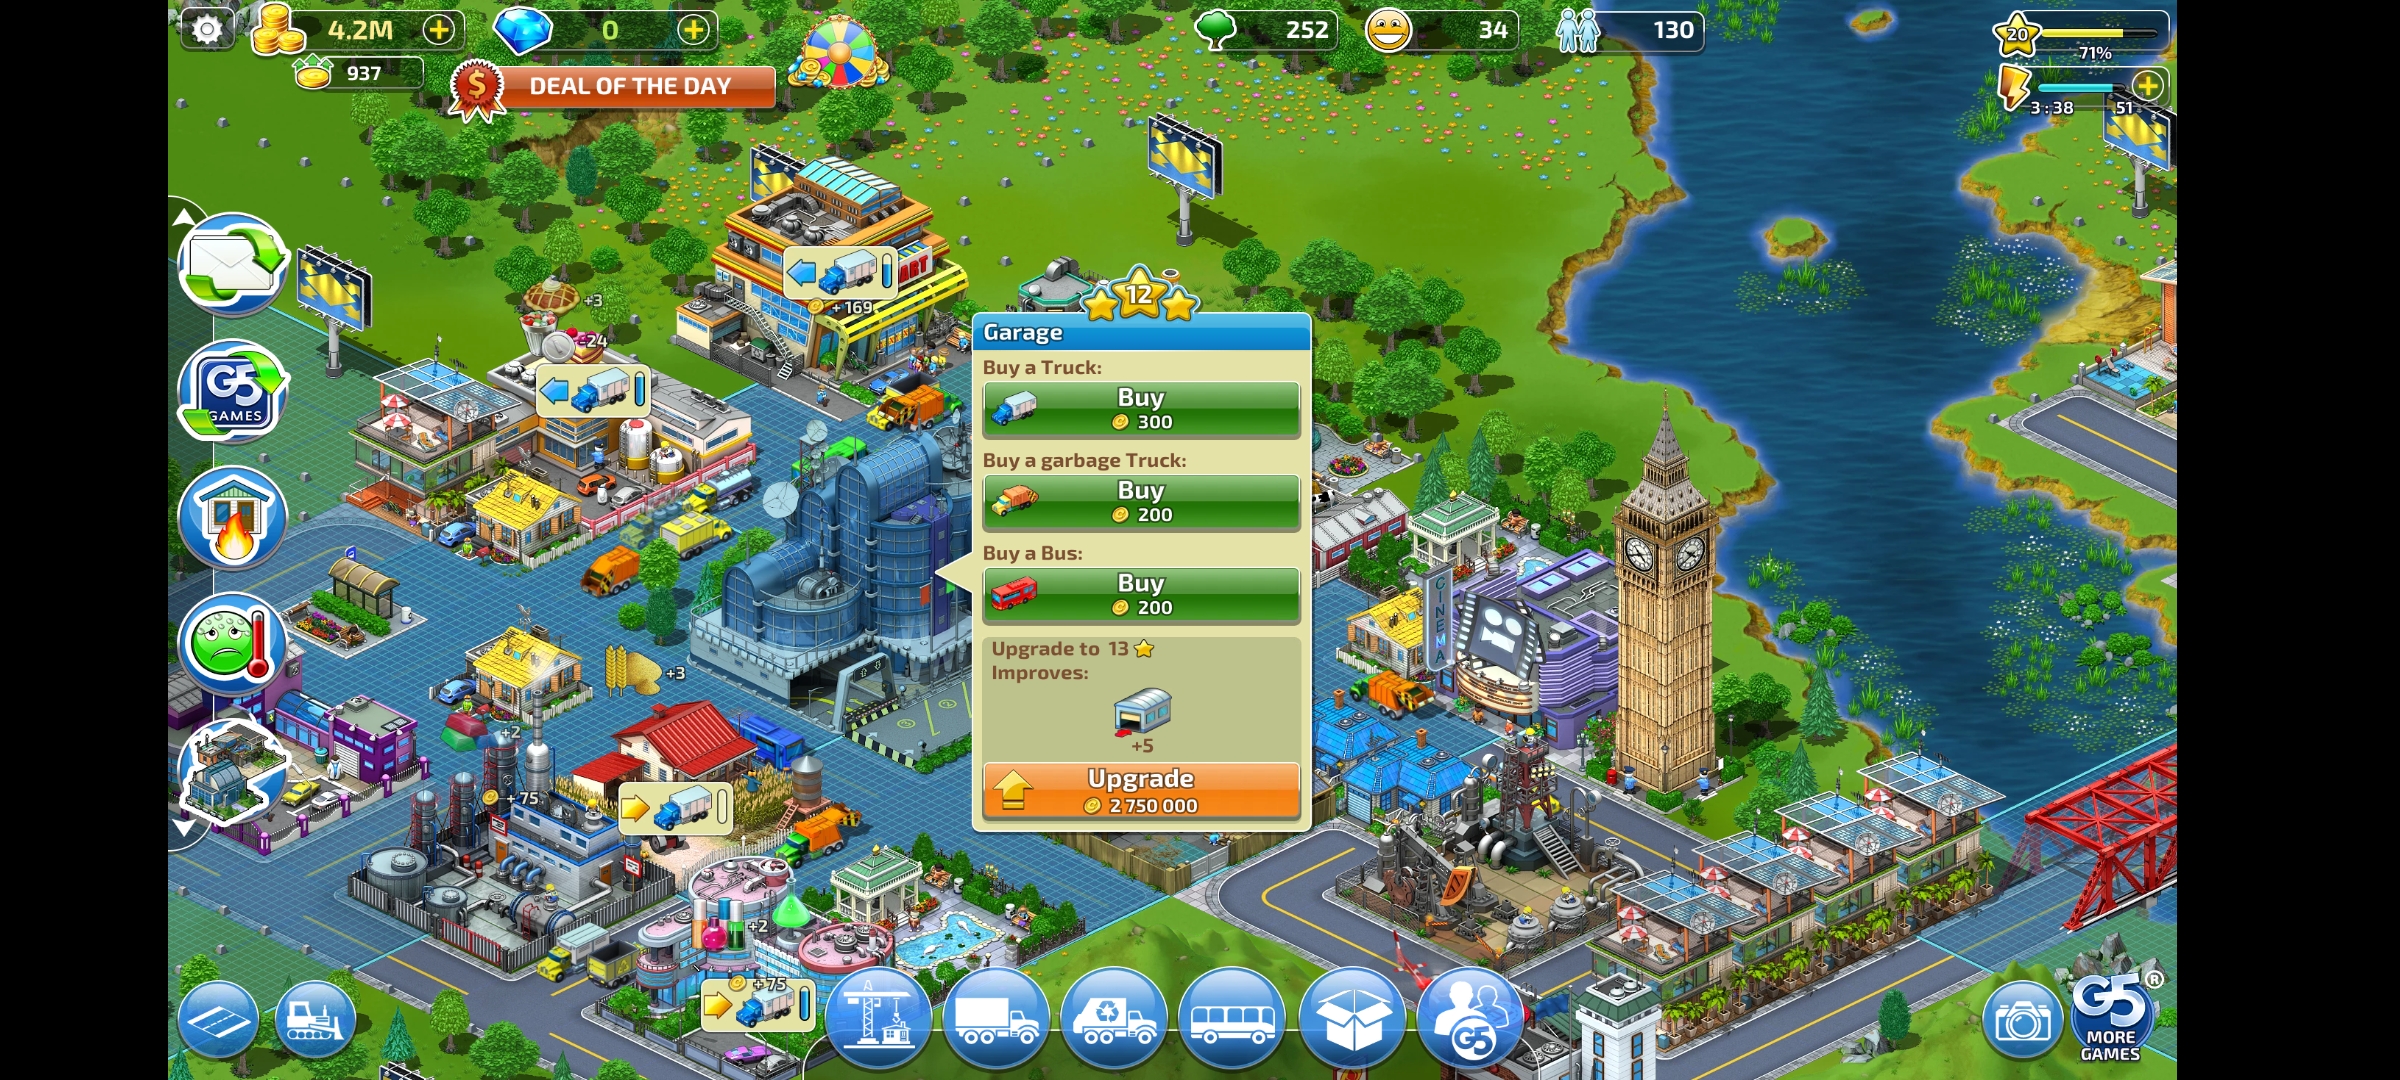 4.2M
0
252
34
130
20
71%
937
DEAL OF THE DAY
3:38
51
ART
+169
+3
-24
G5
GAMES
12
Garage
Buy a Truck:
Buy
300
Buy a garbage Truck:
Buy
200
Buy a Bus:
Buy
200
Upgrade to 13
Improves:
+5
Upgrade
2 750 000
CINEMA
+3
+2
+75
+2
+75
G5
G5 ®
MORE
GAMES